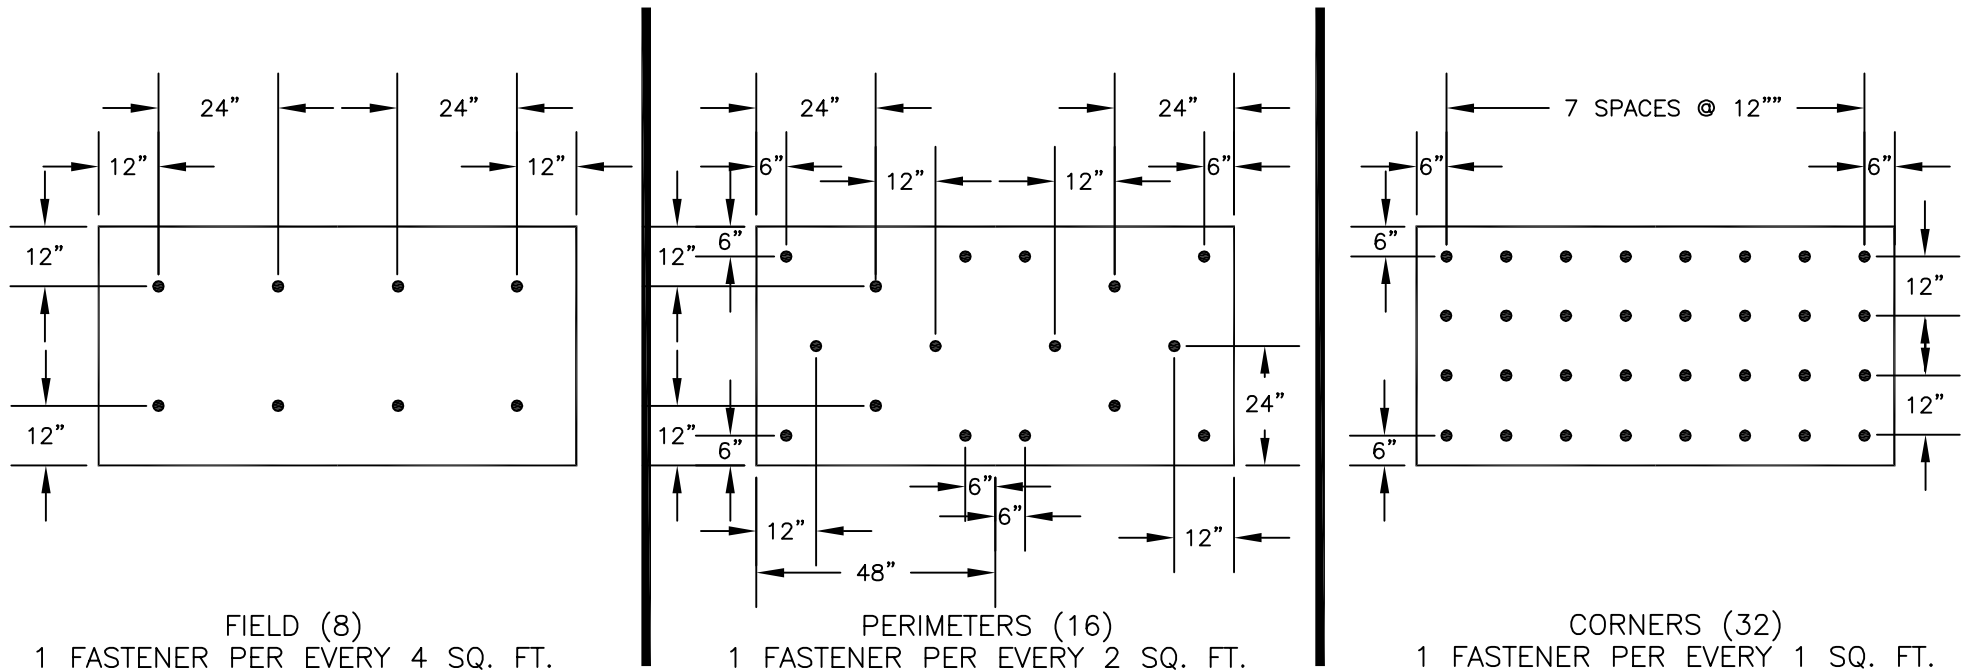 24” 24”
12” 12”
12”
12”
FIELD (8)
1 FASTENER PER EVERY 4 SQ. FT.
24” 24”
6” 12” 12” 6”
6”
12”
24”
12”
6”
6”
6”
12” 12”
48”
PERIMETERS (16)
1 FASTENER PER EVERY 2 SQ. FT.
7 SPACES @ 12””
6” 6”
6”
12”
12”
6”
CORNERS (32)
1 FASTENER PER EVERY 1 SQ. FT.